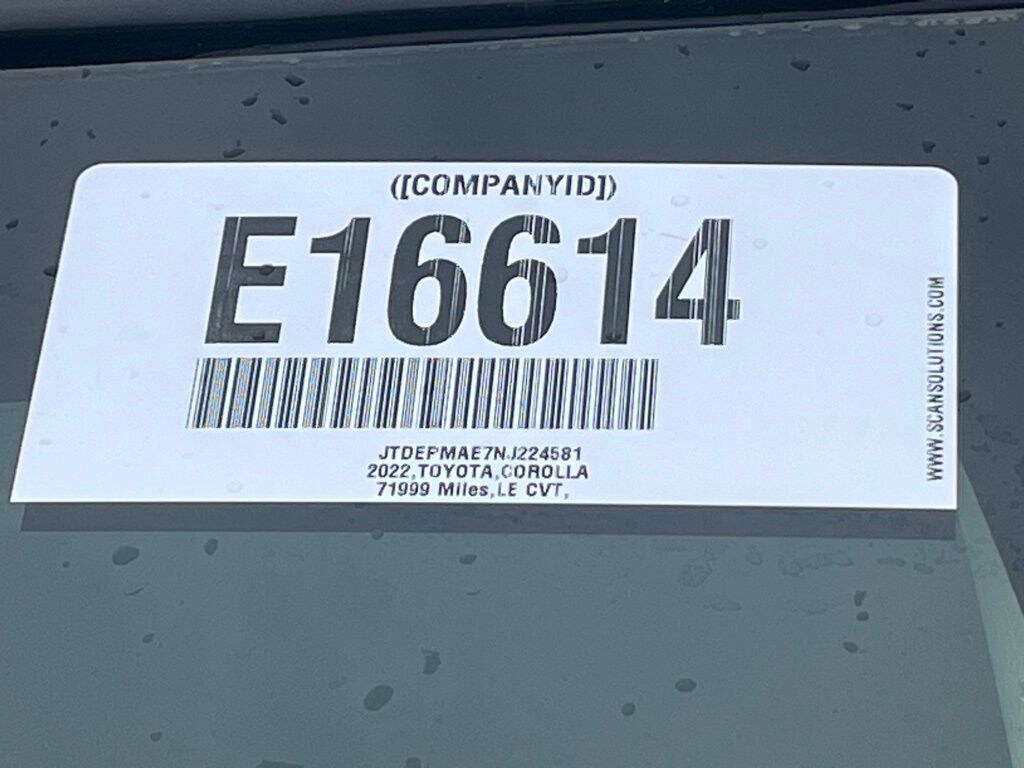 ([COMPANYID])
E16614
JTDEPMAE7NJ224581
2022,TOYOTA,COROLLA
71999 Miles,LE CVT,
WWW.SCANSOLUTIONS.COM